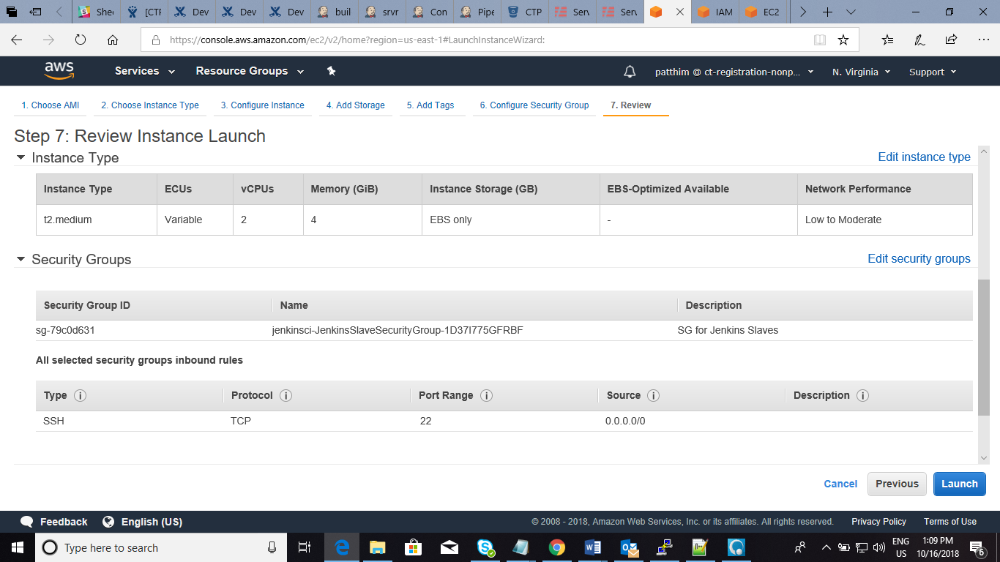 Shee [CTP Dev Dev Dev buil srvr Con Pipe CTP Serv Serv IAM EC2
https://console.aws.amazon.com/ec2/v2/home?region=us-east-1#LaunchInstanceWizard:
aws Services Resource Groups patthim @ ct-registration-nonp... N. Virginia Support
1. Choose AMI 2. Choose Instance Type 3. Configure Instance 4. Add Storage 5. Add Tags 6. Configure Security Group 7. Review
Step 7: Review Instance Launch
Instance Type Edit instance type
Instance Type ECUs vCPUs Memory (GiB) Instance Storage (GB) EBS-Optimized Available Network Performance
t2.medium Variable 2 4 EBS only - Low to Moderate
Security Groups Edit security groups
Security Group ID Name Description
sg-79c0d631 jenkinsci-JenkinsSlaveSecurityGroup-1D37I775GFRBF SG for Jenkins Slaves
All selected security groups inbound rules
Type Protocol Port Range Source Description
SSH TCP 22 0.0.0.0/0
Cancel Previous Launch
Feedback English (US) © 2008 - 2018, Amazon Web Services, Inc. or its affiliates. All rights reserved. Privacy Policy Terms of Use
Type here to search ENG 1:09 PM
US 10/16/2018 6